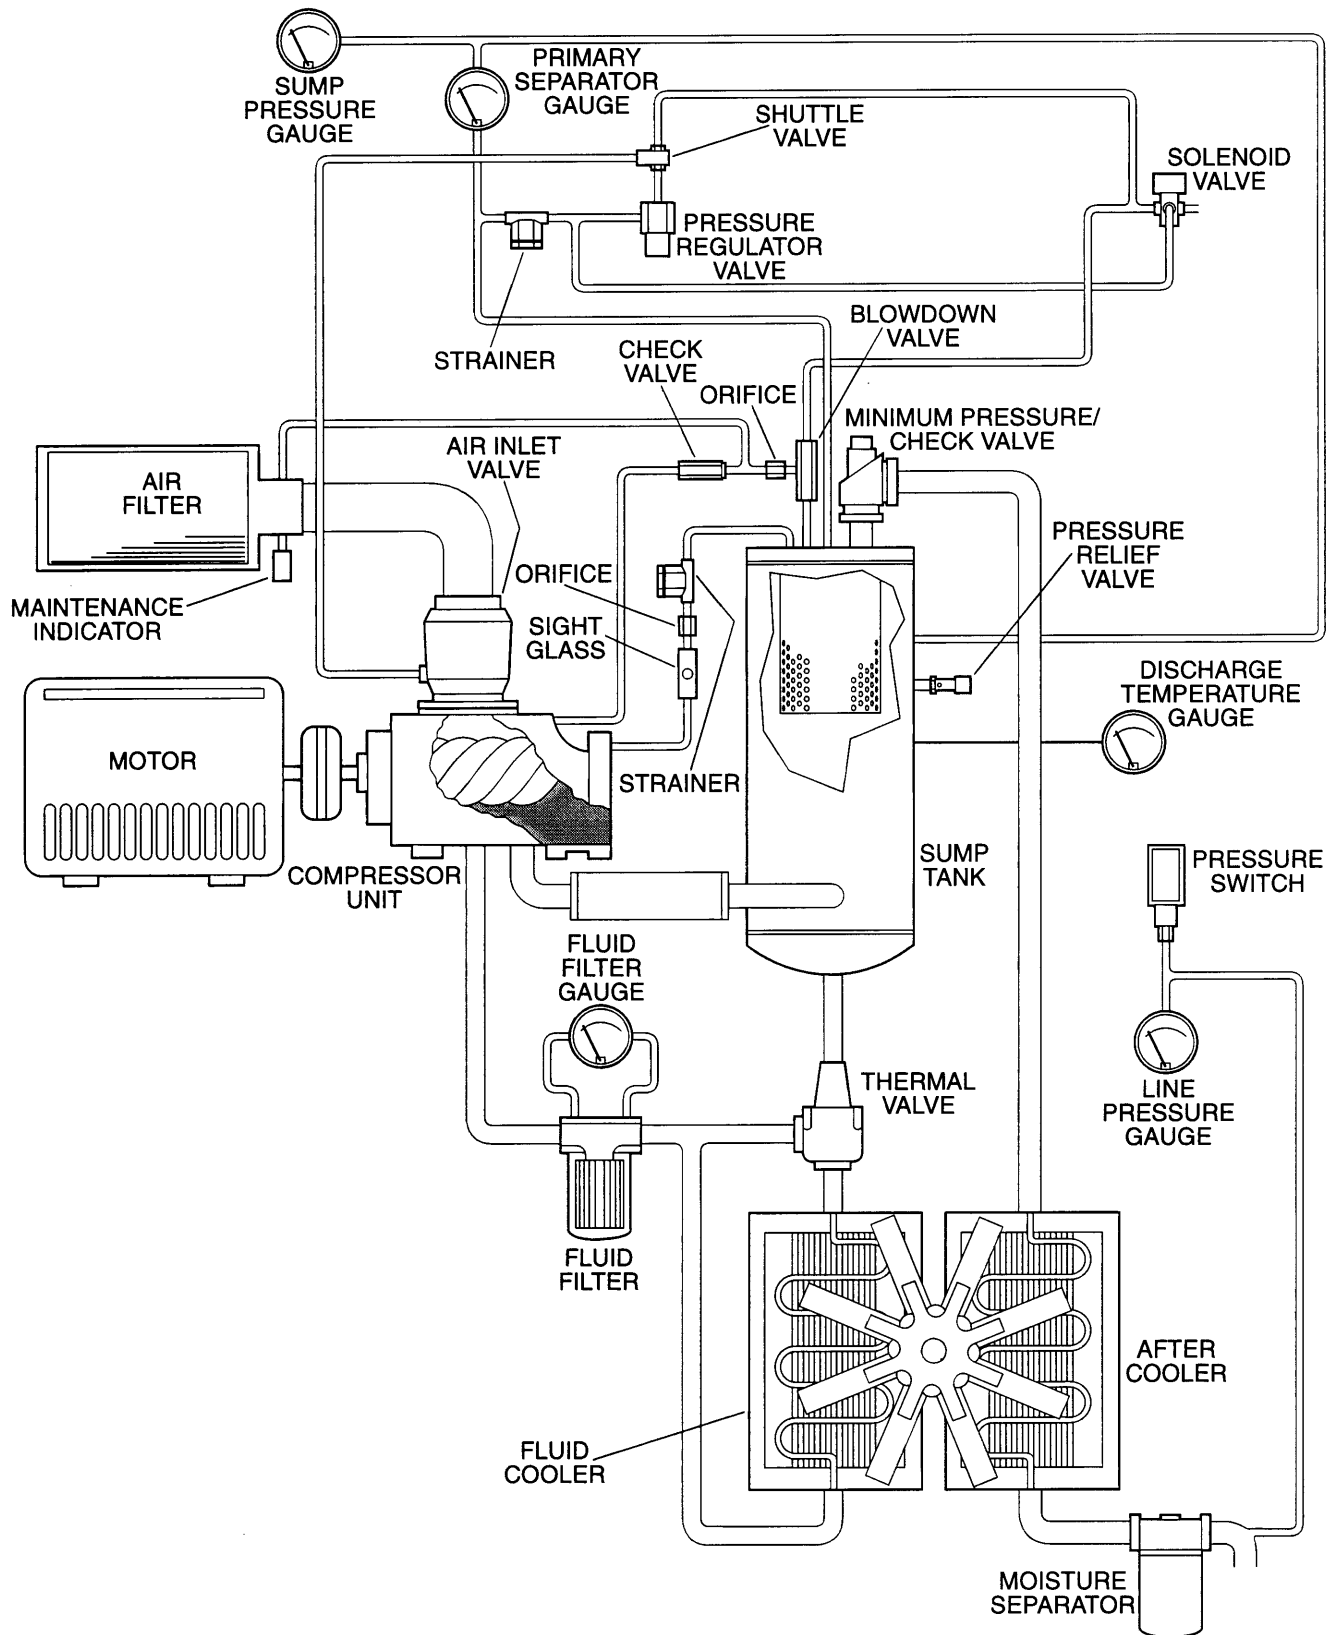 SUMP
PRESSURE
GAUGE
PRIMARY
SEPARATOR
GAUGE
SHUTTLE
VALVE
SOLENOID
VALVE
PRESSURE
REGULATOR
VALVE
STRAINER
BLOWDOWN
VALVE
CHECK
VALVE
ORIFICE
MINIMUM PRESSURE/
CHECK VALVE
AIR INLET
VALVE
AIR
FILTER
PRESSURE
RELIEF
VALVE
ORIFICE
MAINTENANCE
INDICATOR
SIGHT
GLASS
DISCHARGE
TEMPERATURE
GAUGE
MOTOR
STRAINER
COMPRESSOR
UNIT
SUMP
TANK
PRESSURE
SWITCH
FLUID
FILTER
GAUGE
THERMAL
VALVE
LINE
PRESSURE
GAUGE
FLUID
FILTER
AFTER
COOLER
FLUID
COOLER
MOISTURE
SEPARATOR